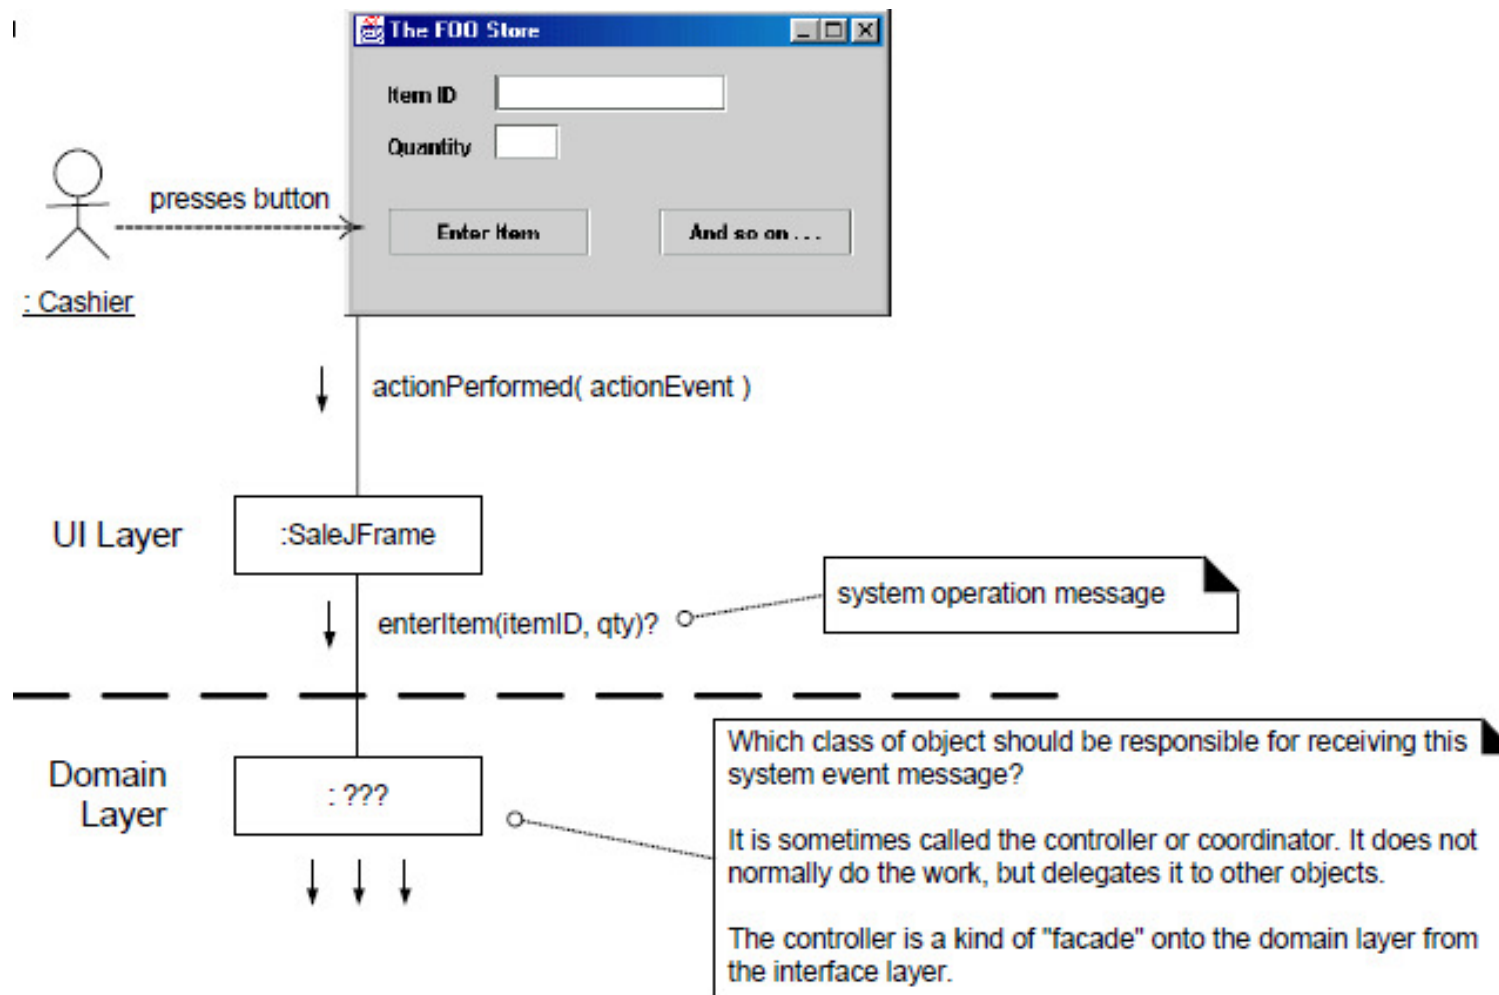 The FOO Store
Item ID
Quantity
presses button
Enter Item
And so on . . .
: Cashier
actionPerformed( actionEvent )
UI Layer
:SaleJFrame
system operation message
enterItem(itemID, qty)?
Which class of object should be responsible for receiving this
system event message?
Domain
Layer
: ???
It is sometimes called the controller or coordinator. It does not
normally do the work, but delegates it to other objects.
The controller is a kind of "facade" onto the domain layer from
the interface layer.